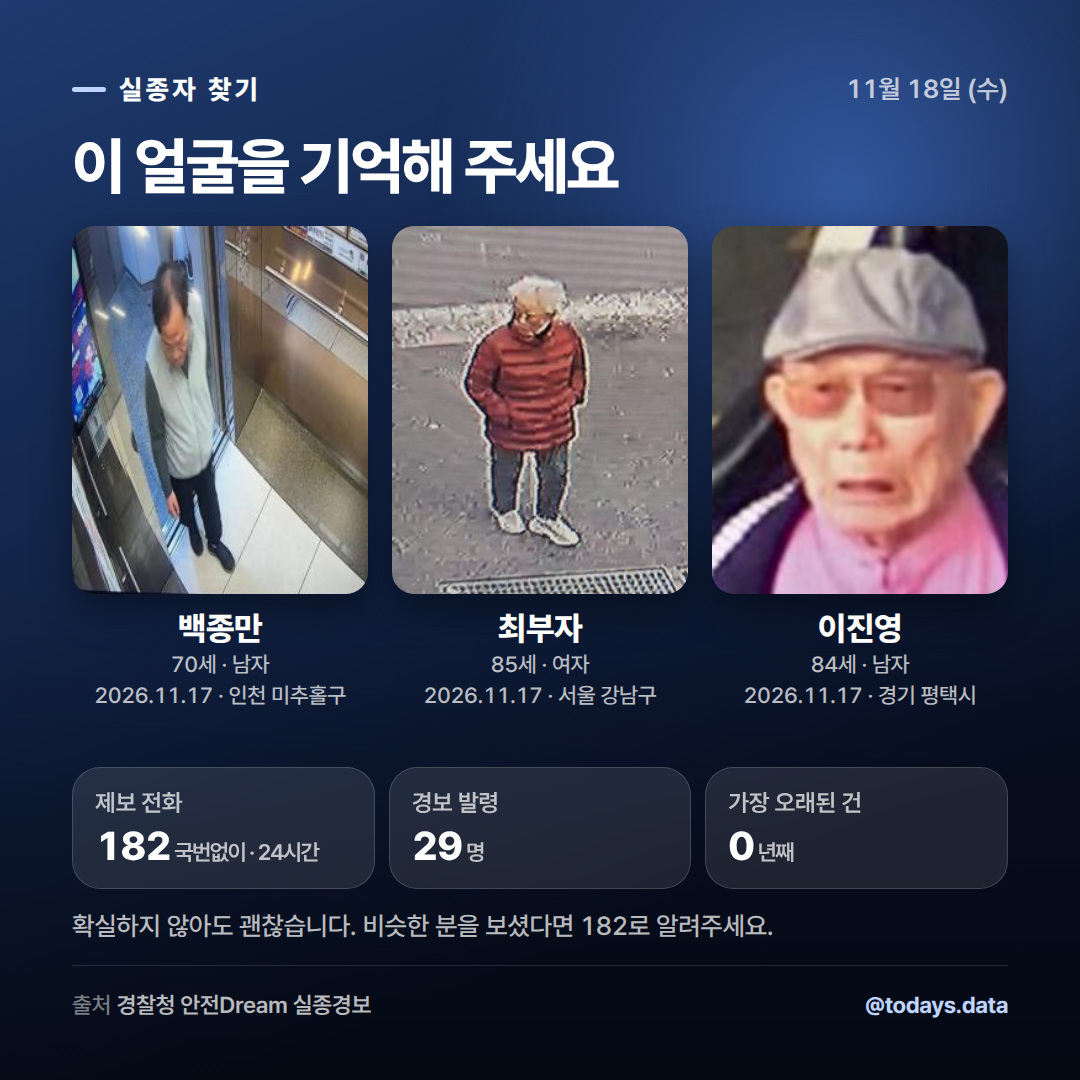 실종자 찾기
11월 18일 (수)
이 얼굴을 기억해 주세요
백종만
70세 · 남자
2026.11.17 · 인천 미추홀구
최부자
85세 · 여자
2026.11.17 · 서울 강남구
이진영
84세 · 남자
2026.11.17 · 경기 평택시
제보 전화
182 국번없이 · 24시간
경보 발령
29 명
가장 오래된 건
0 년째
확실하지 않아도 괜찮습니다. 비슷한 분을 보셨다면 182로 알려주세요.
출처 경찰청 안전Dream 실종경보
@todays.data